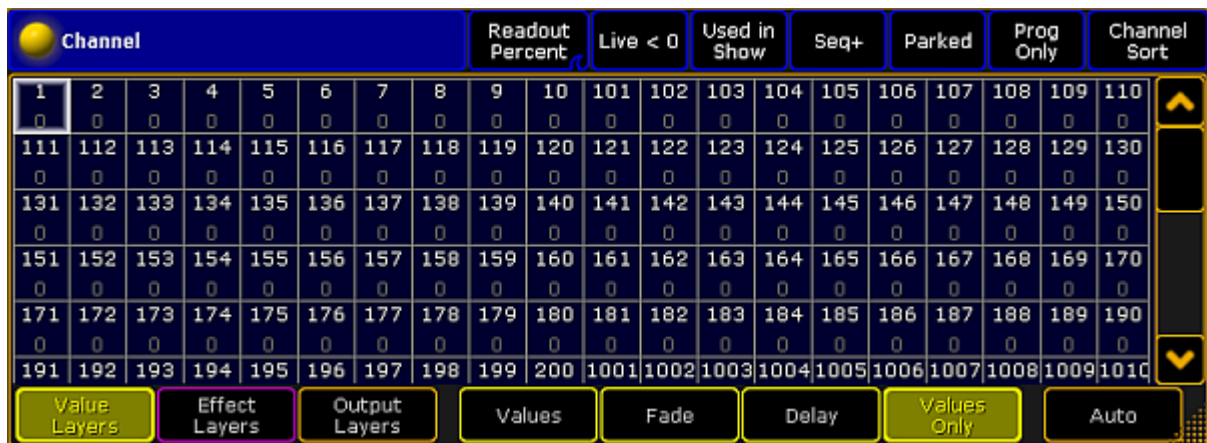 Channel Readout Percent Live < 0 Used in Show Seq+ Parked Prog Only Channel Sort
1 2 3 4 5 6 7 8 9 10 101 102 103 104 105 106 107 108 109 110
0 0 0 0 0 0 0 0 0 0 0 0 0 0 0 0 0 0 0 0
111 112 113 114 115 116 117 118 119 120 121 122 123 124 125 126 127 128 129 130
0 0 0 0 0 0 0 0 0 0 0 0 0 0 0 0 0 0 0 0
131 132 133 134 135 136 137 138 139 140 141 142 143 144 145 146 147 148 149 150
0 0 0 0 0 0 0 0 0 0 0 0 0 0 0 0 0 0 0 0
151 152 153 154 155 156 157 158 159 160 161 162 163 164 165 166 167 168 169 170
0 0 0 0 0 0 0 0 0 0 0 0 0 0 0 0 0 0 0 0
171 172 173 174 175 176 177 178 179 180 181 182 183 184 185 186 187 188 189 190
0 0 0 0 0 0 0 0 0 0 0 0 0 0 0 0 0 0 0 0
191 192 193 194 195 196 197 198 199 200 1001 1002 1003 1004 1005 1006 1007 1008 1009 1010
Value Layers Effect Layers Output Layers Values Fade Delay Values Only Auto